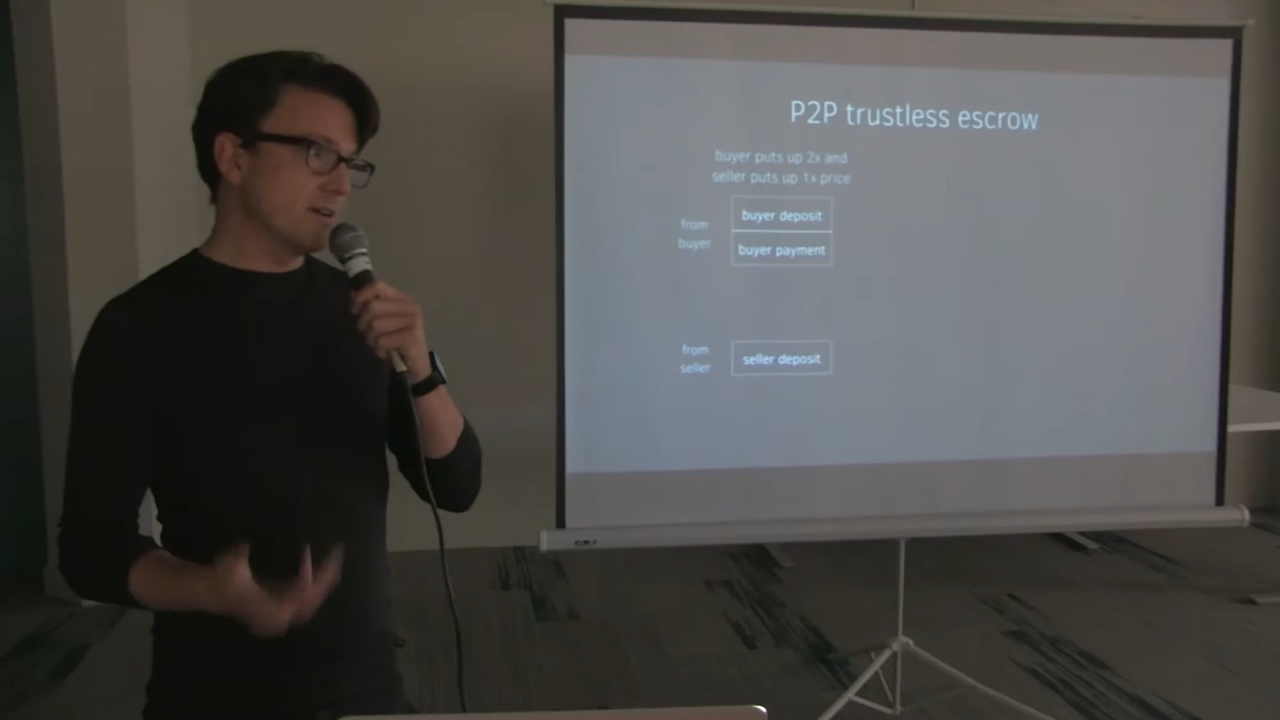 P2P trustless escrow
buyer puts up 2x and
seller puts up 1x price
from
buyer
buyer deposit
buyer payment
from
seller
seller deposit